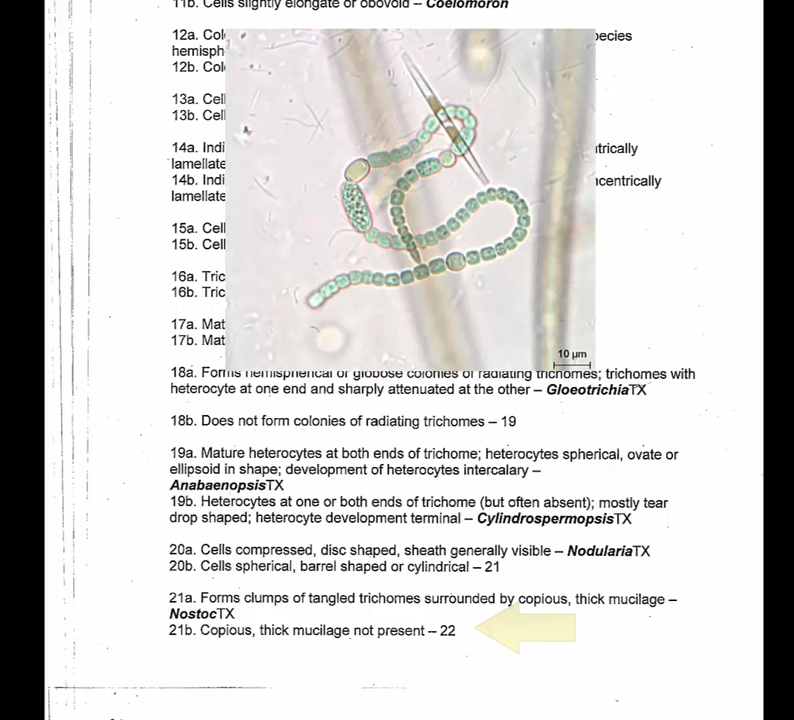 11b. Cells slightly elongate or obovoid – Coelomoron
12a. Col
hemisph
12b. Col
13a. Cell
13b. Cell
14a. Indi
trically
lamellate
14b. Indi
ncentrically
lamellate
15a. Cell
15b. Cell
16a. Tric
16b. Tric
17a. Mat
17b. Mat
10 µm
18a. Forms hemispherical or globose colonies of radiating trichomes; trichomes with
heterocyte at one end and sharply attenuated at the other – GloeotrichiaTX
18b. Does not form colonies of radiating trichomes – 19
19a. Mature heterocytes at both ends of trichome; heterocytes spherical, ovate or
ellipsoid in shape; development of heterocytes intercalary –
AnabaenopsisTX
19b. Heterocytes at one or both ends of trichome (but often absent); mostly tear
drop shaped; heterocyte development terminal – CylindrospermopsisTX
20a. Cells compressed, disc shaped, sheath generally visible – NodulariaTX
20b. Cells spherical, barrel shaped or cylindrical – 21
21a. Forms clumps of tangled trichomes surrounded by copious, thick mucilage –
NostocTX
21b. Copious, thick mucilage not present – 22